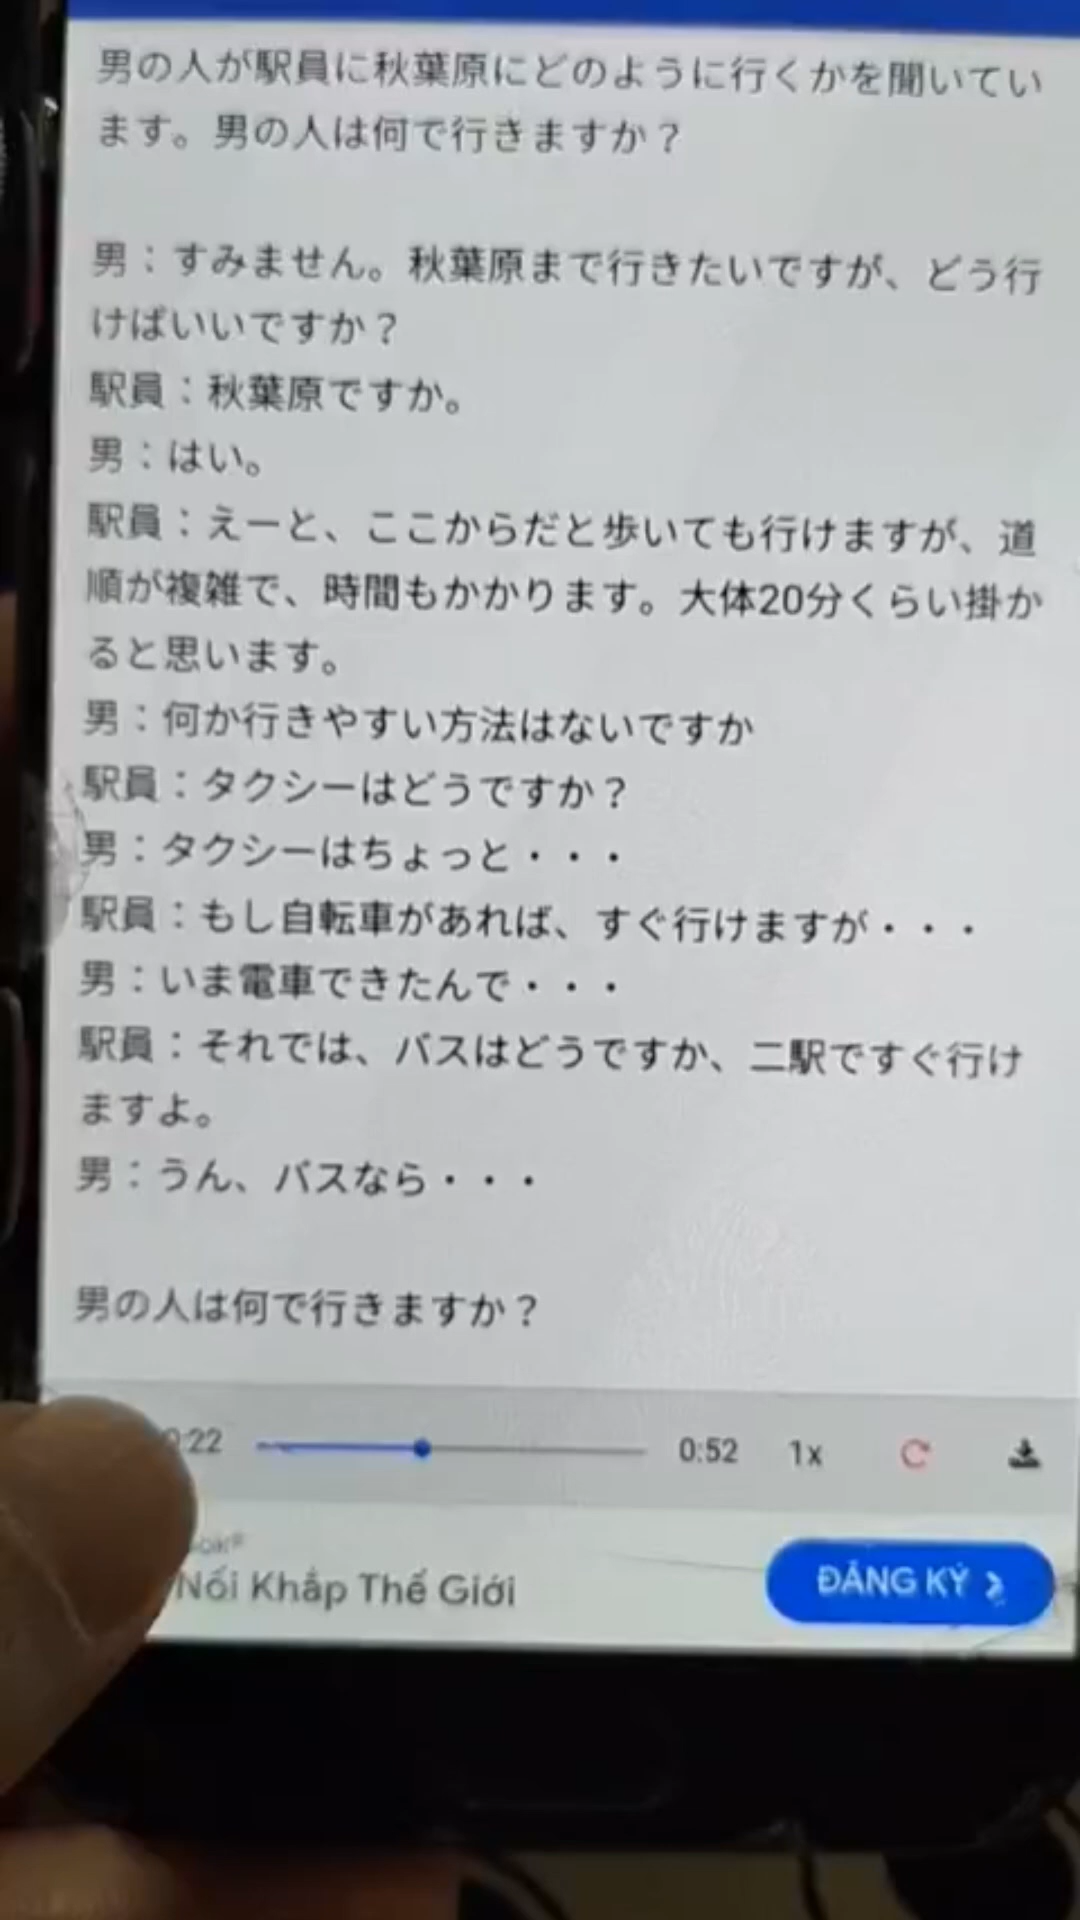 男の人が駅員に秋葉原にどのように行くかを聞いてい
ます。男の人は何で行きますか？
男：すみません。秋葉原まで行きたいですが、どう行
けばいいですか？
駅員：秋葉原ですか。
男：はい。
駅員：えーと、ここからだと歩いても行けますが、道
順が複雑で、時間もかかります。大体20分くらい掛か
ると思います。
男：何か行きやすい方法はないですか
駅員：タクシーはどうですか？
男：タクシーはちょっと・・・
駅員：もし自転車があれば、すぐ行けますが・・・
男：いま電車できたんで・・・
駅員：それでは、バスはどうですか、二駅ですぐ行け
ますよ。
男：うん、バスなら・・・
男の人は何で行きますか？
0:22 0:52 1x
Nối Khắp Thế Giới
ĐĂNG KÝ